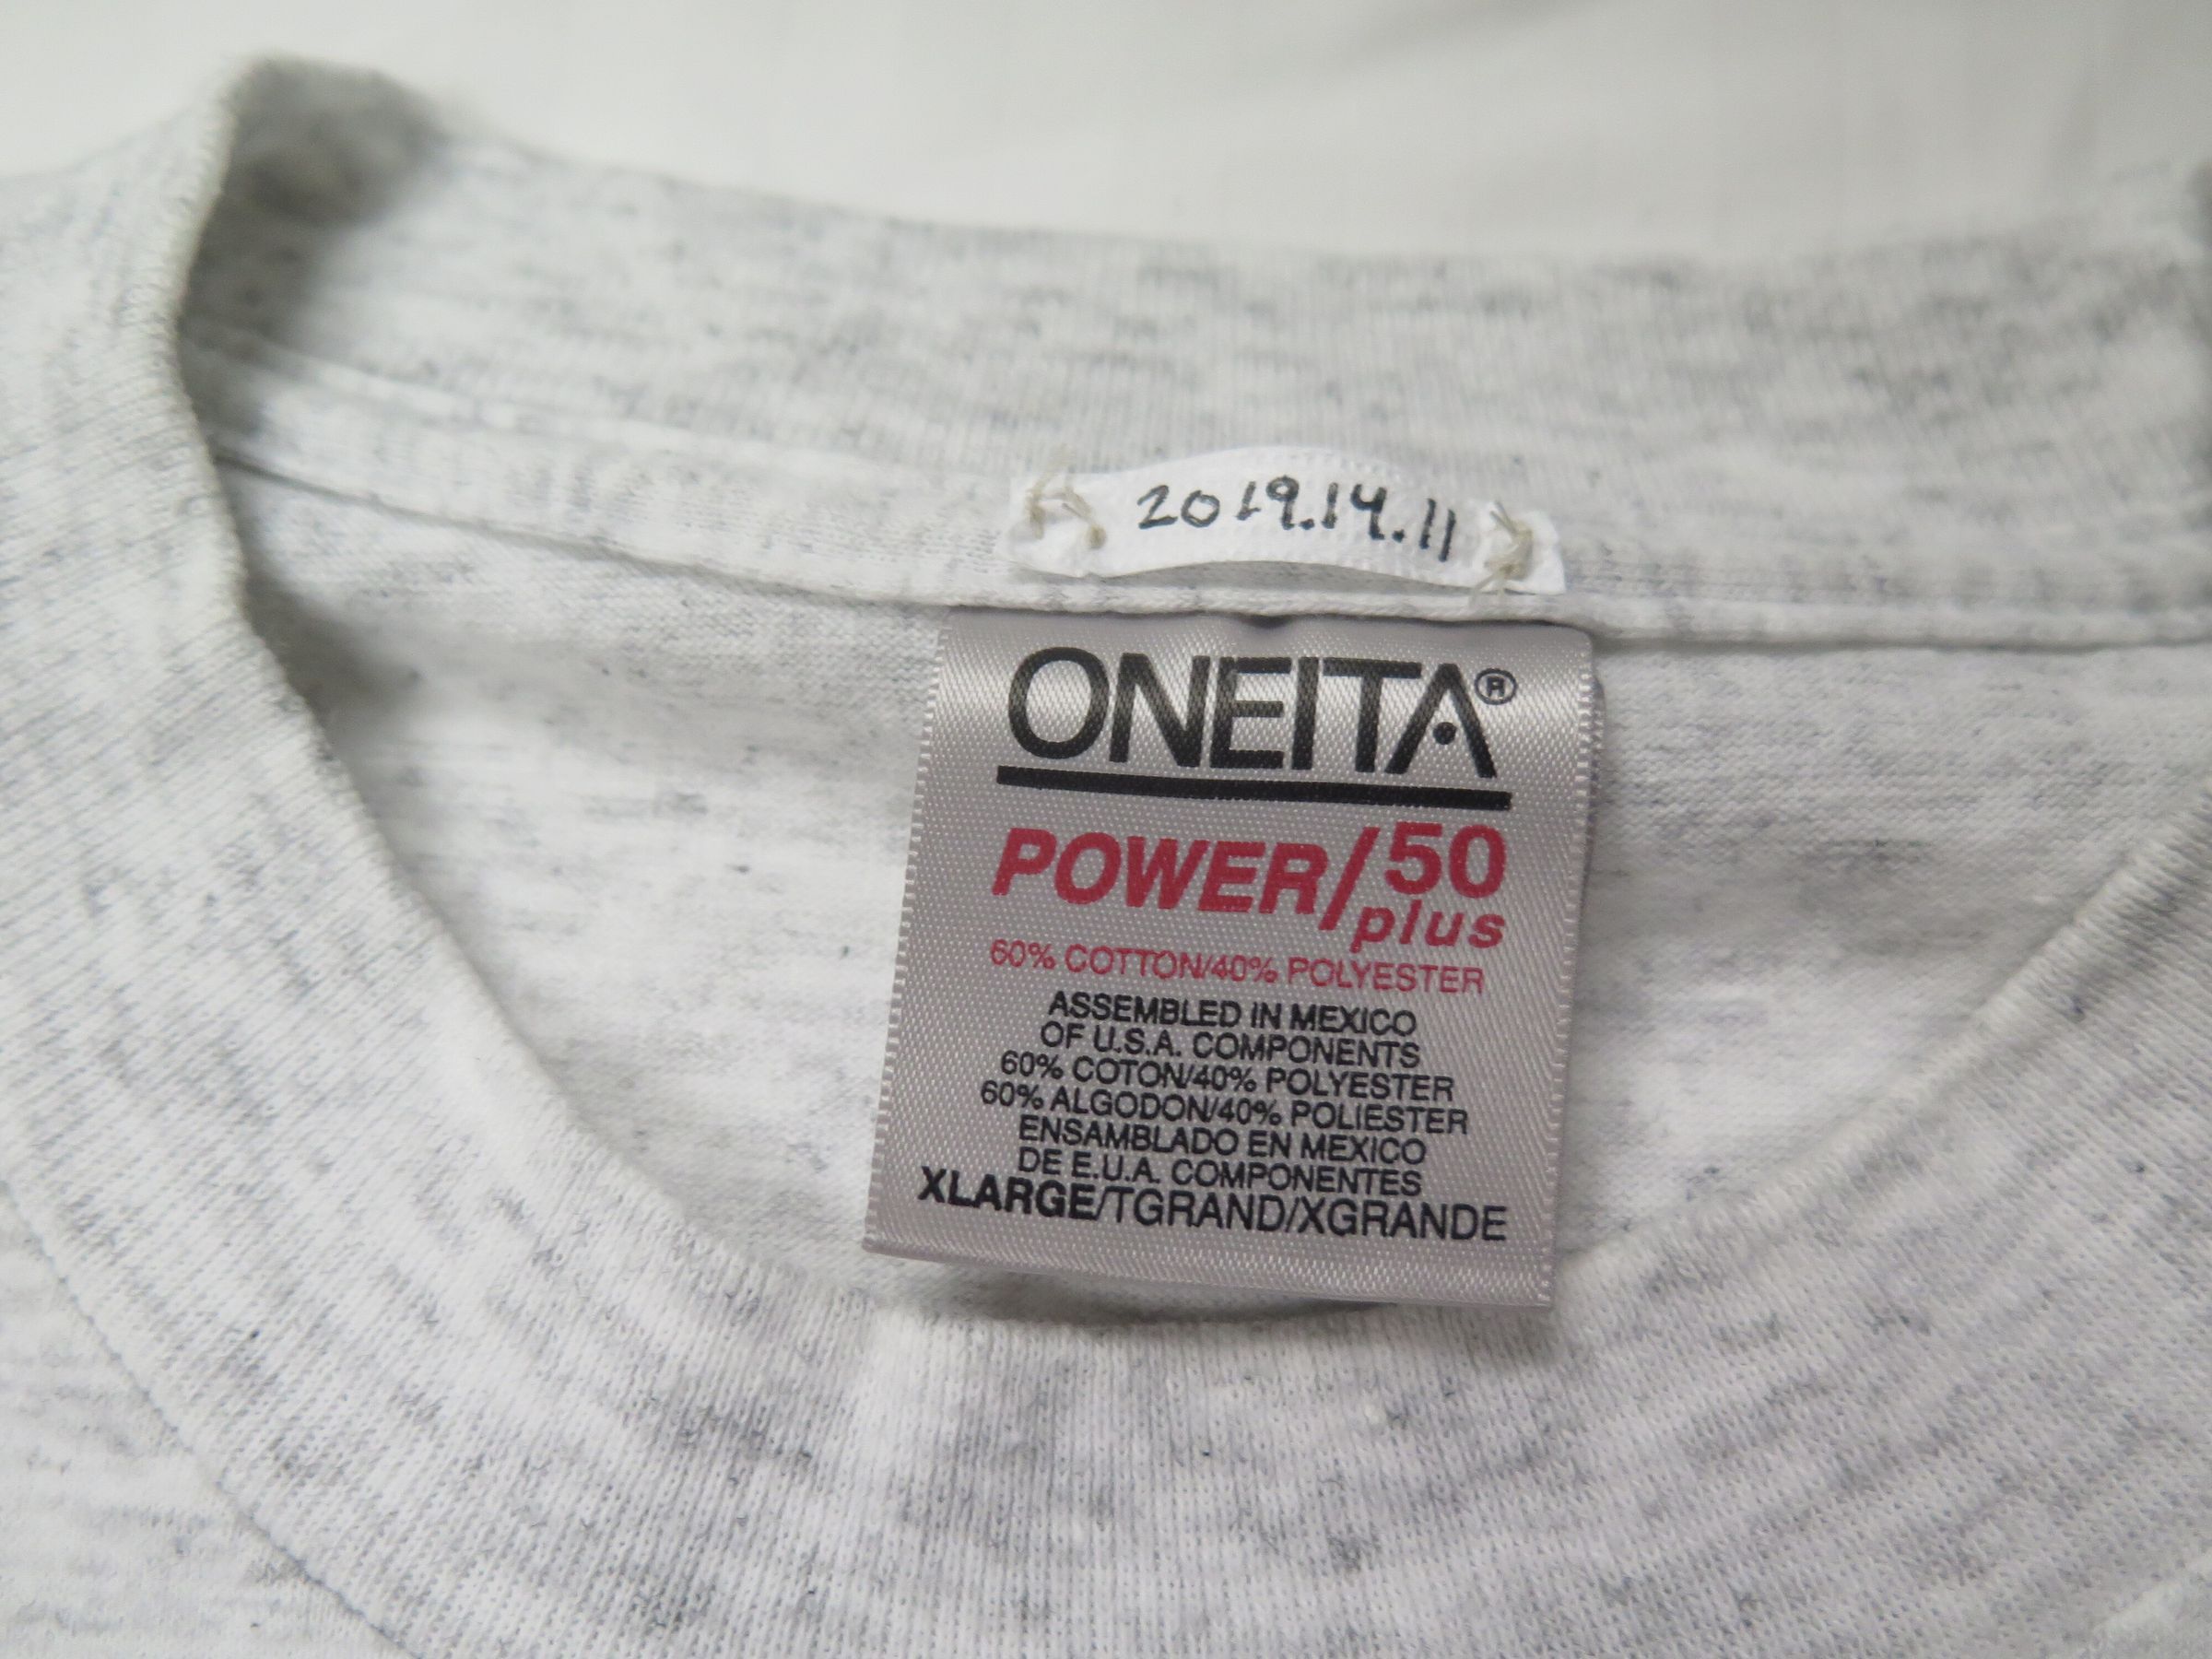 2019.14.11
ONEITA®
POWER/50
plus
60% COTTON/40% POLYESTER
ASSEMBLED IN MEXICO
OF U.S.A. COMPONENTS
60% COTON/40% POLYESTER
60% ALGODON/40% POLIESTER
ENSAMBLADO EN MEXICO
DE E.U.A. COMPONENTES
XLARGE/TGRAND/XGRANDE